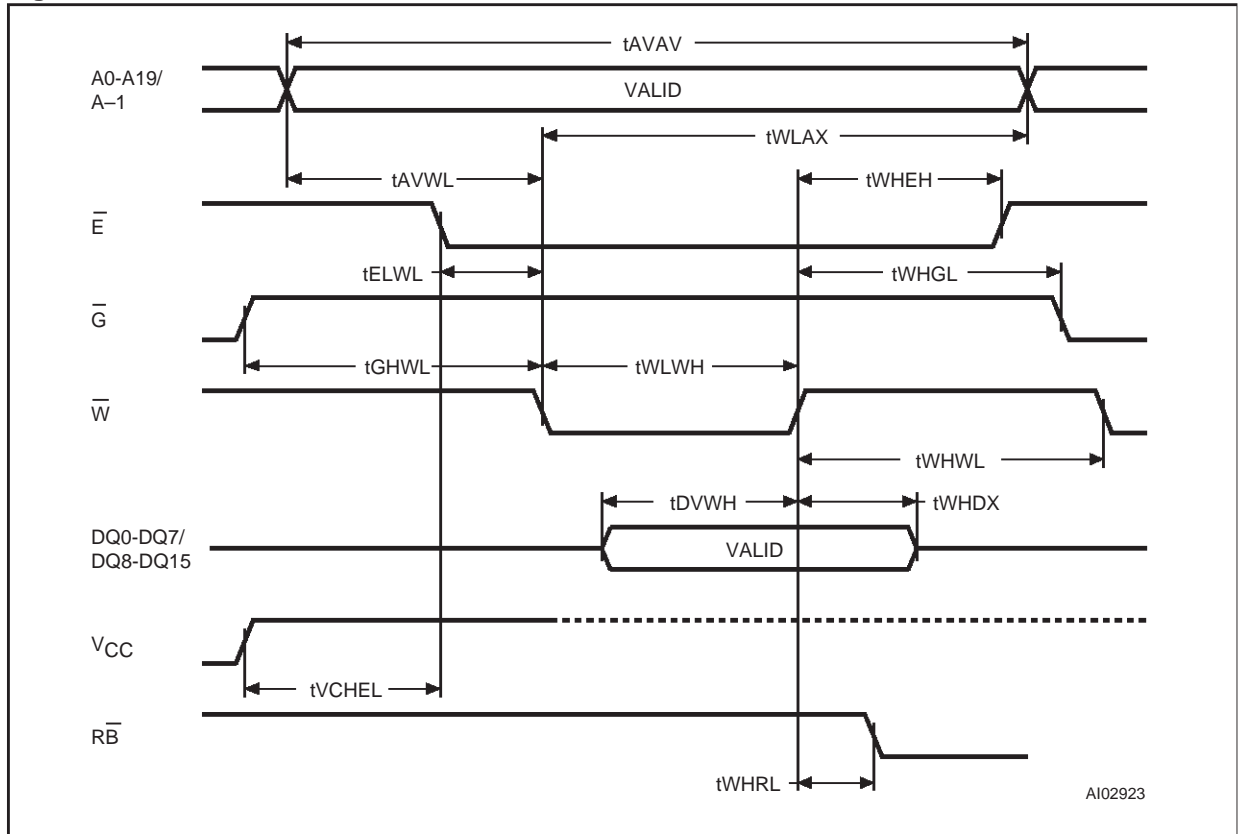 tAVAV
A0-A19/
A–1
VALID
tWLAX
tAVWL
tWHEH
E̅
tELWL
tWHGL
G̅
tGHWL
tWLWH
W̅
tWHWL
tDVWH
tWHDX
DQ0-DQ7/
DQ8-DQ15
VALID
VCC
tVCHEL
RB̅
tWHRL
AI02923